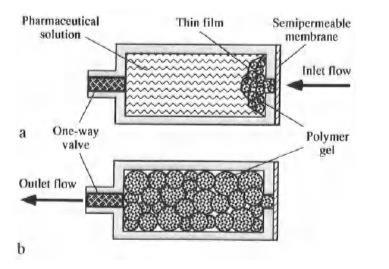 Pharmaceutical
solution
Thin film
Semipermeable
membrane
Inlet flow
a
One-way
valve
Polymer
gel
Outlet flow
b